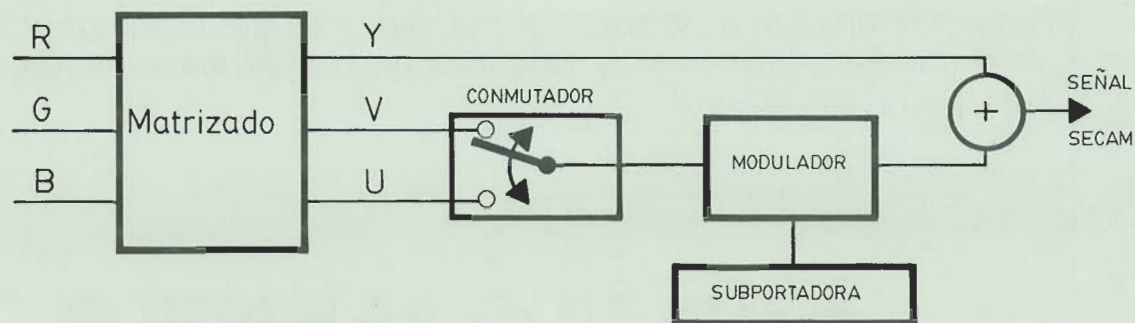 R
G
B
Matrizado
Y
V
U
CONMUTADOR
MODULADOR
SUBPORTADORA
+
SEÑAL
SECAM